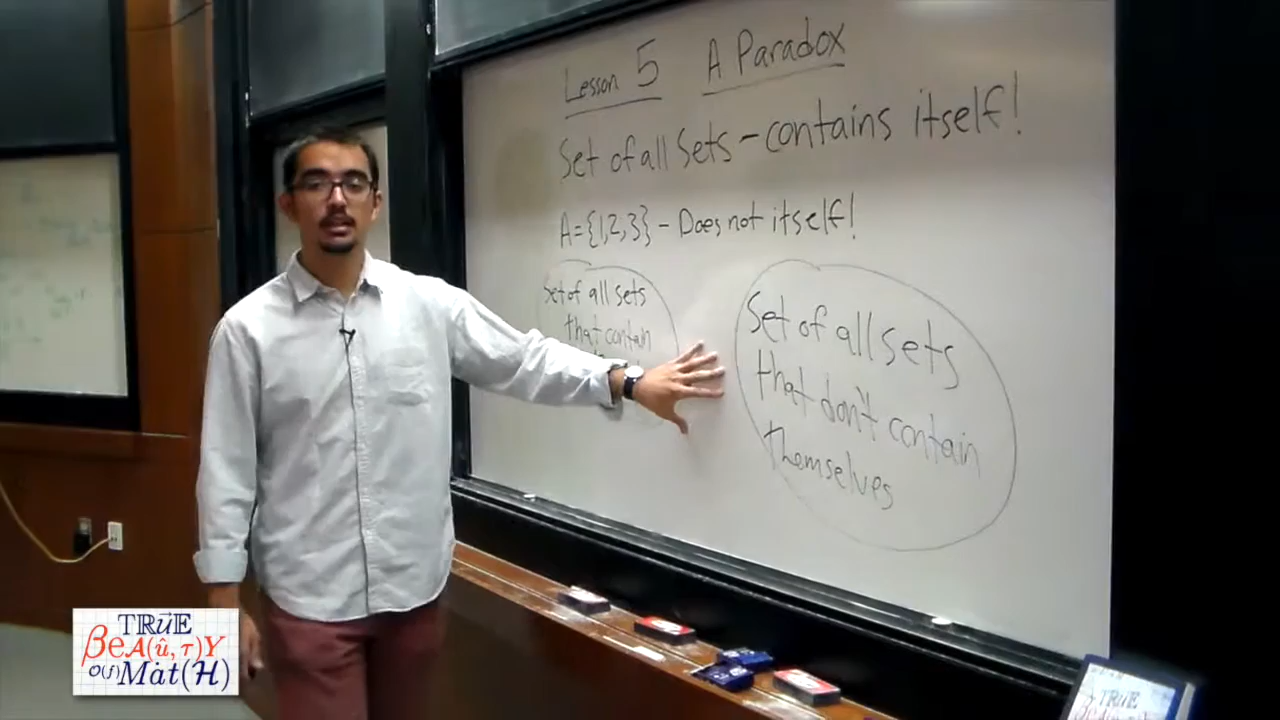 Lesson 5 A Paradox
Set of all sets - contains itself!
A={1,2,3} - Does not itself!
Set of all sets
that contain
Set of all sets
that don't contain
themselves
TRUE
βeA(û,τ)Y
Mat(H)
TRUE